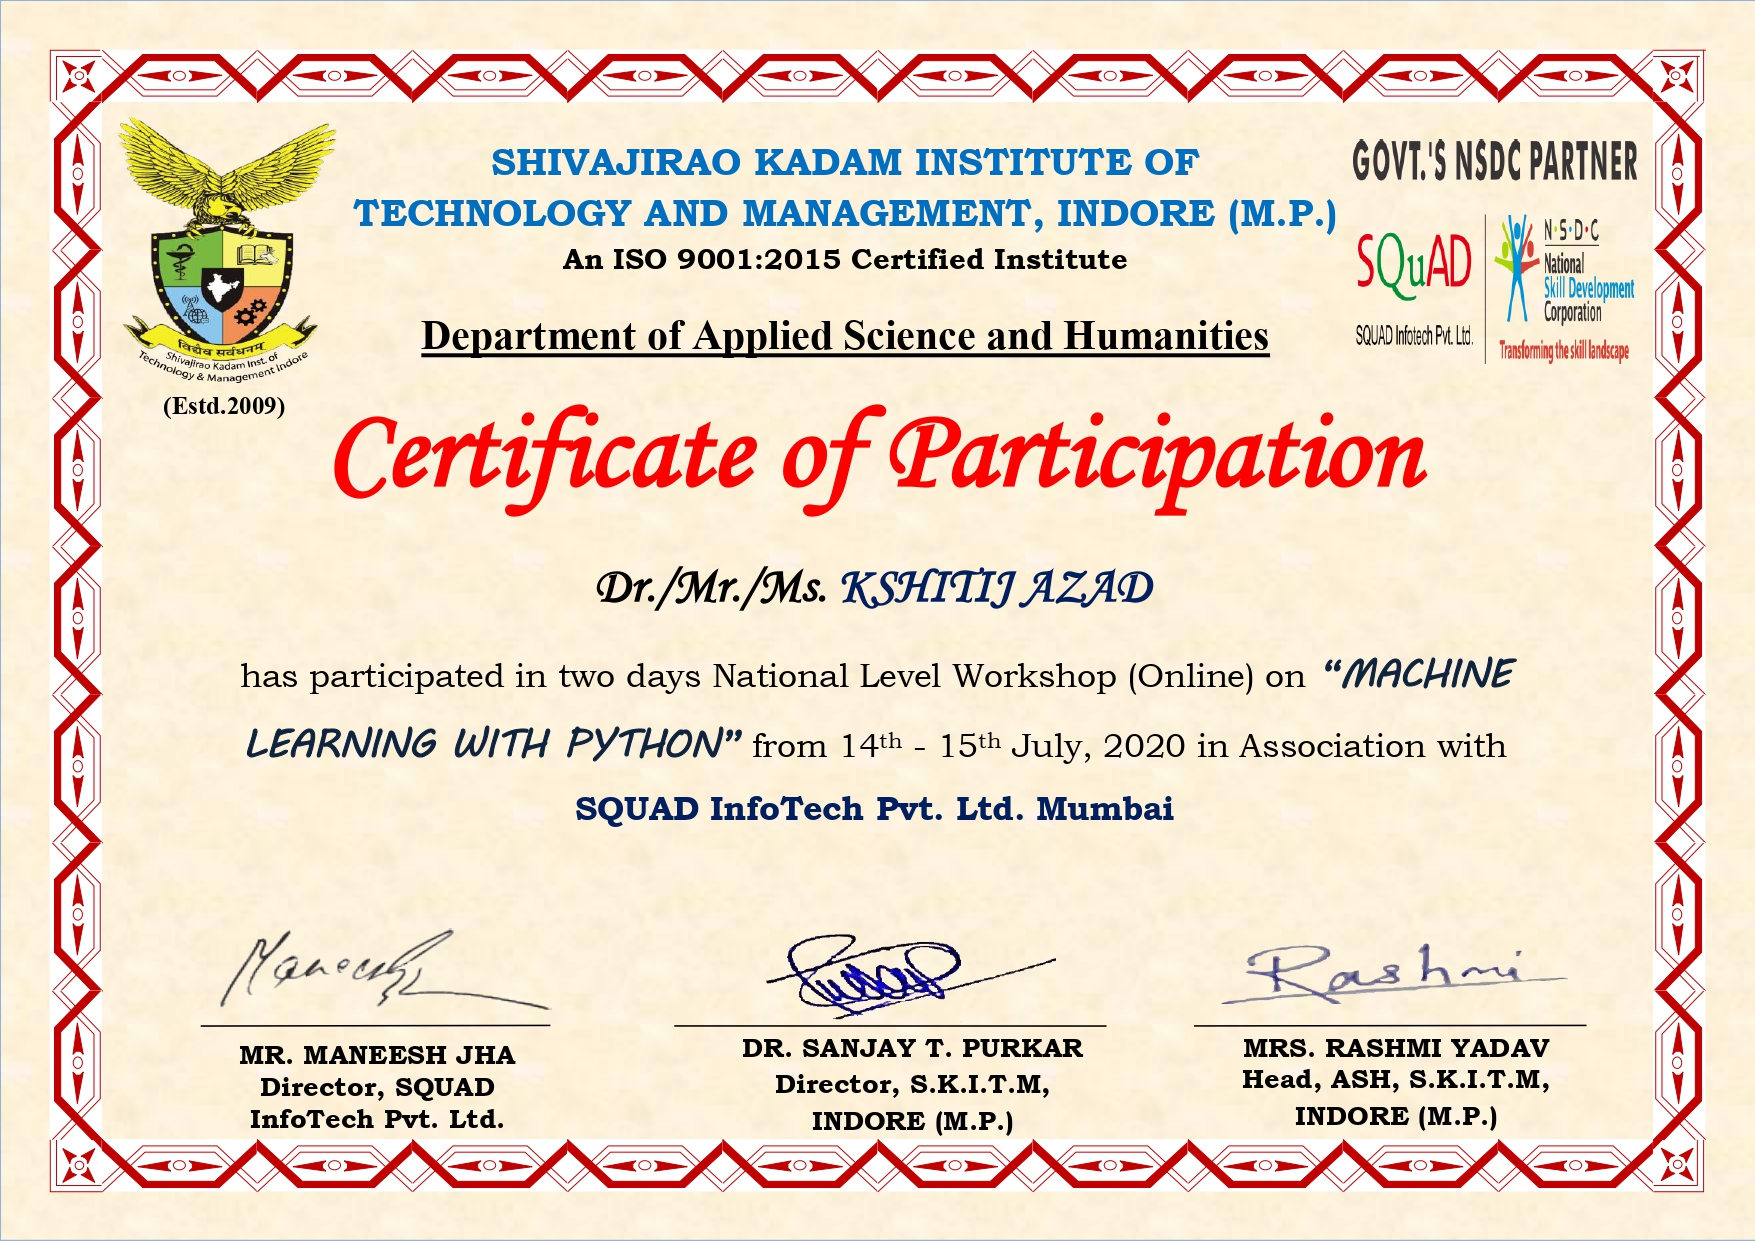 SHIVAJIRAO KADAM INSTITUTE OF
TECHNOLOGY AND MANAGEMENT, INDORE (M.P.)
An ISO 9001:2015 Certified Institute
Department of Applied Science and Humanities
विद्यैव सर्वधनम्
Shivajirao Kadam Inst. of
Technology & Management Indore
(Estd.2009)
GOVT.'S NSDC PARTNER
SQuAD
SQUAD Infotech Pvt. Ltd.
N·S·D·C
National
Skill Development
Corporation
Transforming the skill landscape
Certificate of Participation
Dr./Mr./Ms. KSHITIJ AZAD
has participated in two days National Level Workshop (Online) on “MACHINE
LEARNING WITH PYTHON” from 14th - 15th July, 2020 in Association with
SQUAD InfoTech Pvt. Ltd. Mumbai
Maneesh
Purkar
Rashmi
MR. MANEESH JHA
Director, SQUAD
InfoTech Pvt. Ltd.
DR. SANJAY T. PURKAR
Director, S.K.I.T.M,
INDORE (M.P.)
MRS. RASHMI YADAV
Head, ASH, S.K.I.T.M,
INDORE (M.P.)